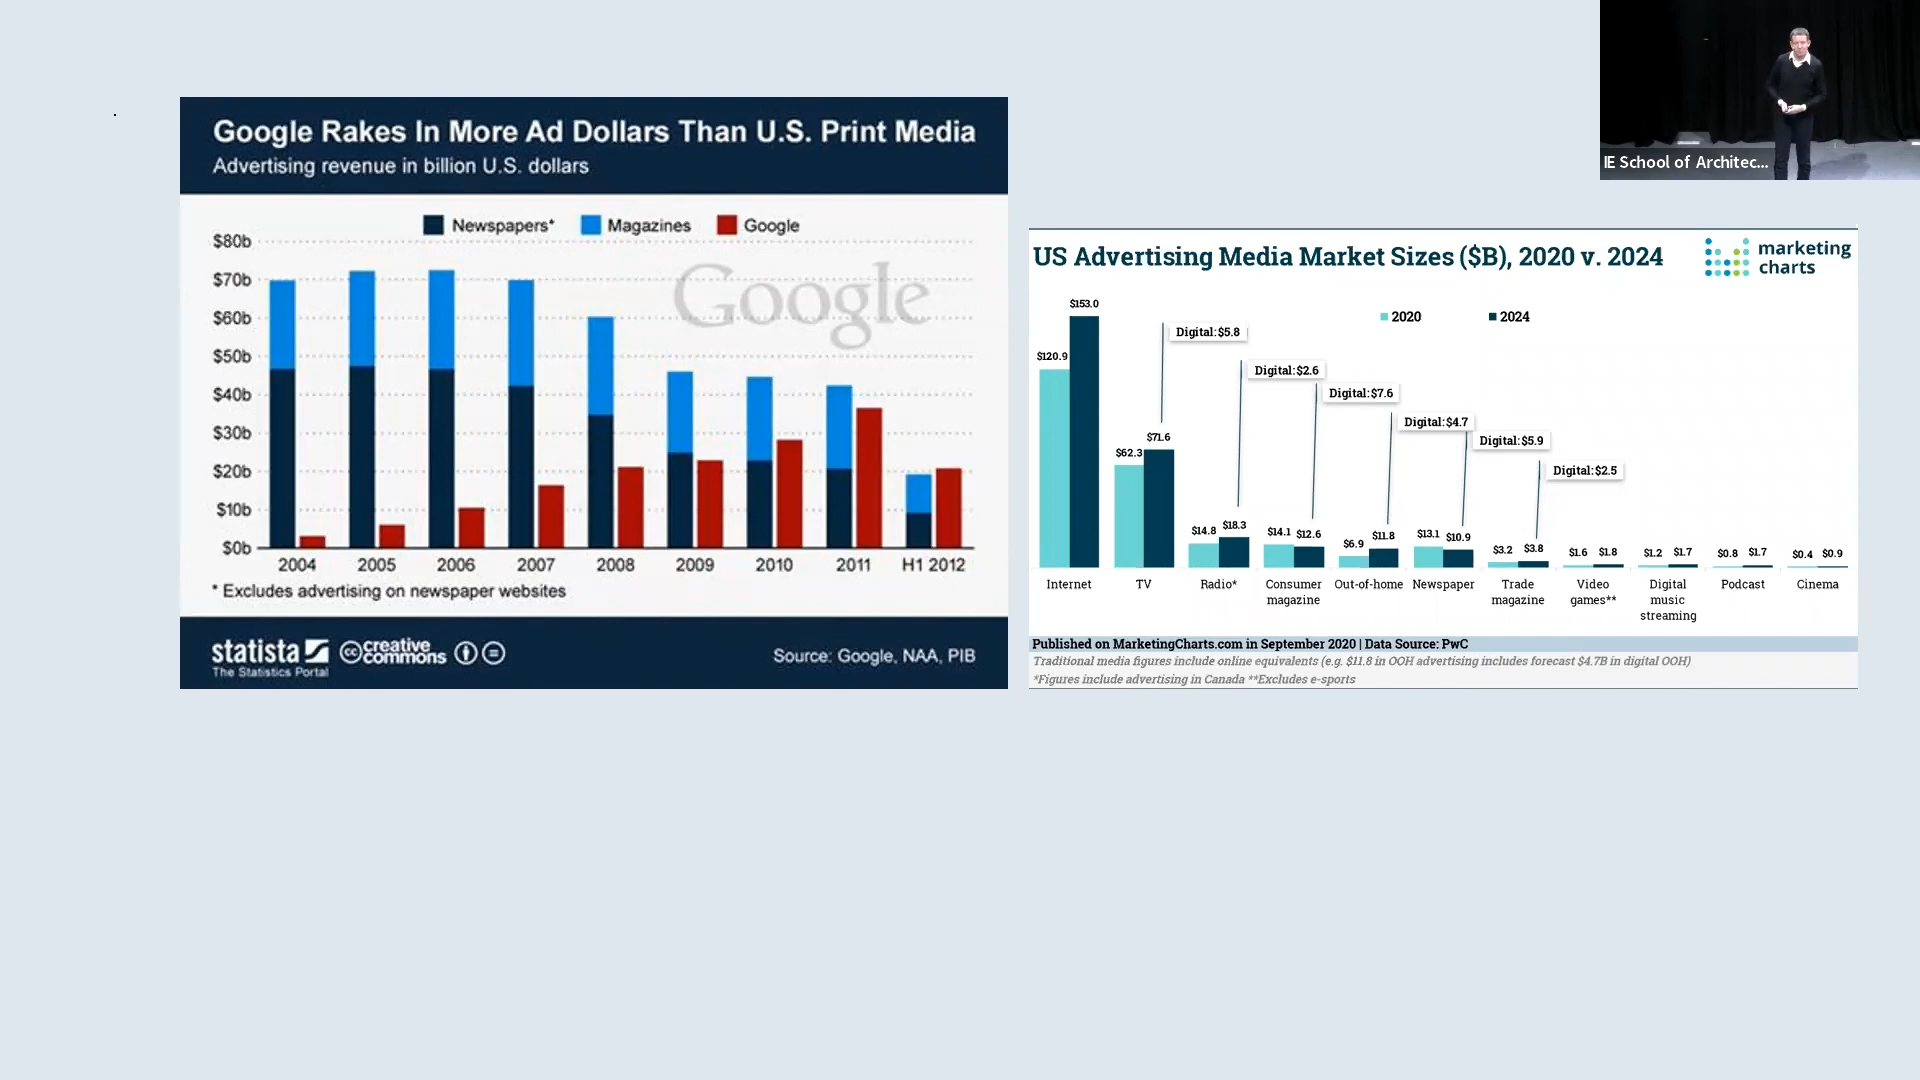 Google Rakes In More Ad Dollars Than U.S. Print Media
Advertising revenue in billion U.S. dollars
Newspapers* Magazines Google
Google
$80b
$70b
$60b
$50b
$40b
$30b
$20b
$10b
$0b
2004 2005 2006 2007 2008 2009 2010 2011 H1 2012
* Excludes advertising on newspaper websites
statista
The Statistics Portal
cc creative commons
Source: Google, NAA, PIB
IE School of Architec...
US Advertising Media Market Sizes ($B), 2020 v. 2024
marketing
charts
2020 2024
$120.9 $153.0
$62.3 $71.6
$14.8 $18.3
$14.1 $12.6
$6.9 $11.8
$13.1 $10.9
$3.2 $3.8
$1.6 $1.8
$1.2 $1.7
$0.8 $1.7
$0.4 $0.9
Digital:$5.8
Digital:$2.6
Digital:$7.6
Digital:$4.7
Digital:$5.9
Digital:$2.5
Internet TV Radio* Consumer magazine Out-of-home Newspaper Trade magazine Video games** Digital music streaming Podcast Cinema
Published on MarketingCharts.com in September 2020 | Data Source: PwC
Traditional media figures include online equivalents (e.g. $11.8 in OOH advertising includes forecast $4.7B in digital OOH)
*Figures include advertising in Canada **Excludes e-sports